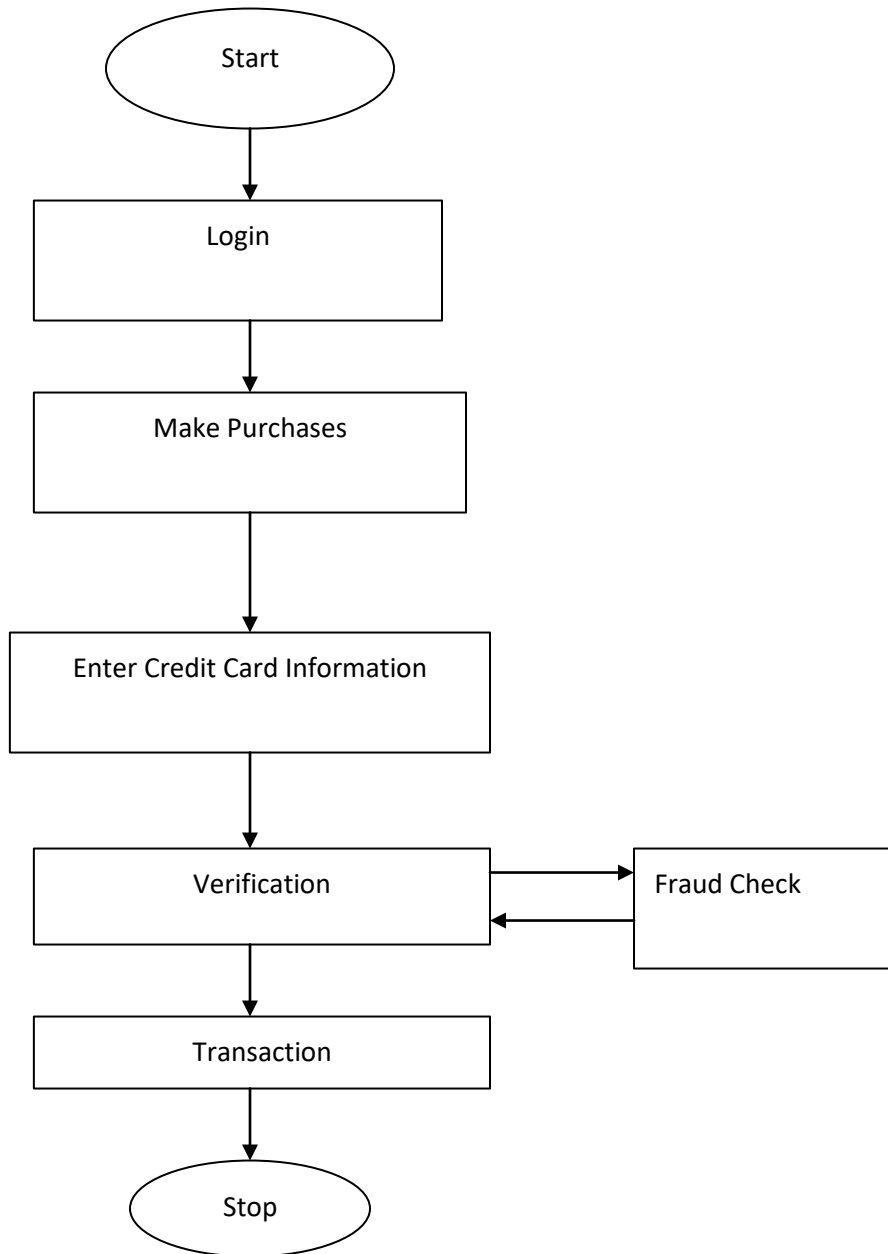 Start
Login
Make Purchases
Enter Credit Card Information
Verification
Fraud Check
Transaction
Stop